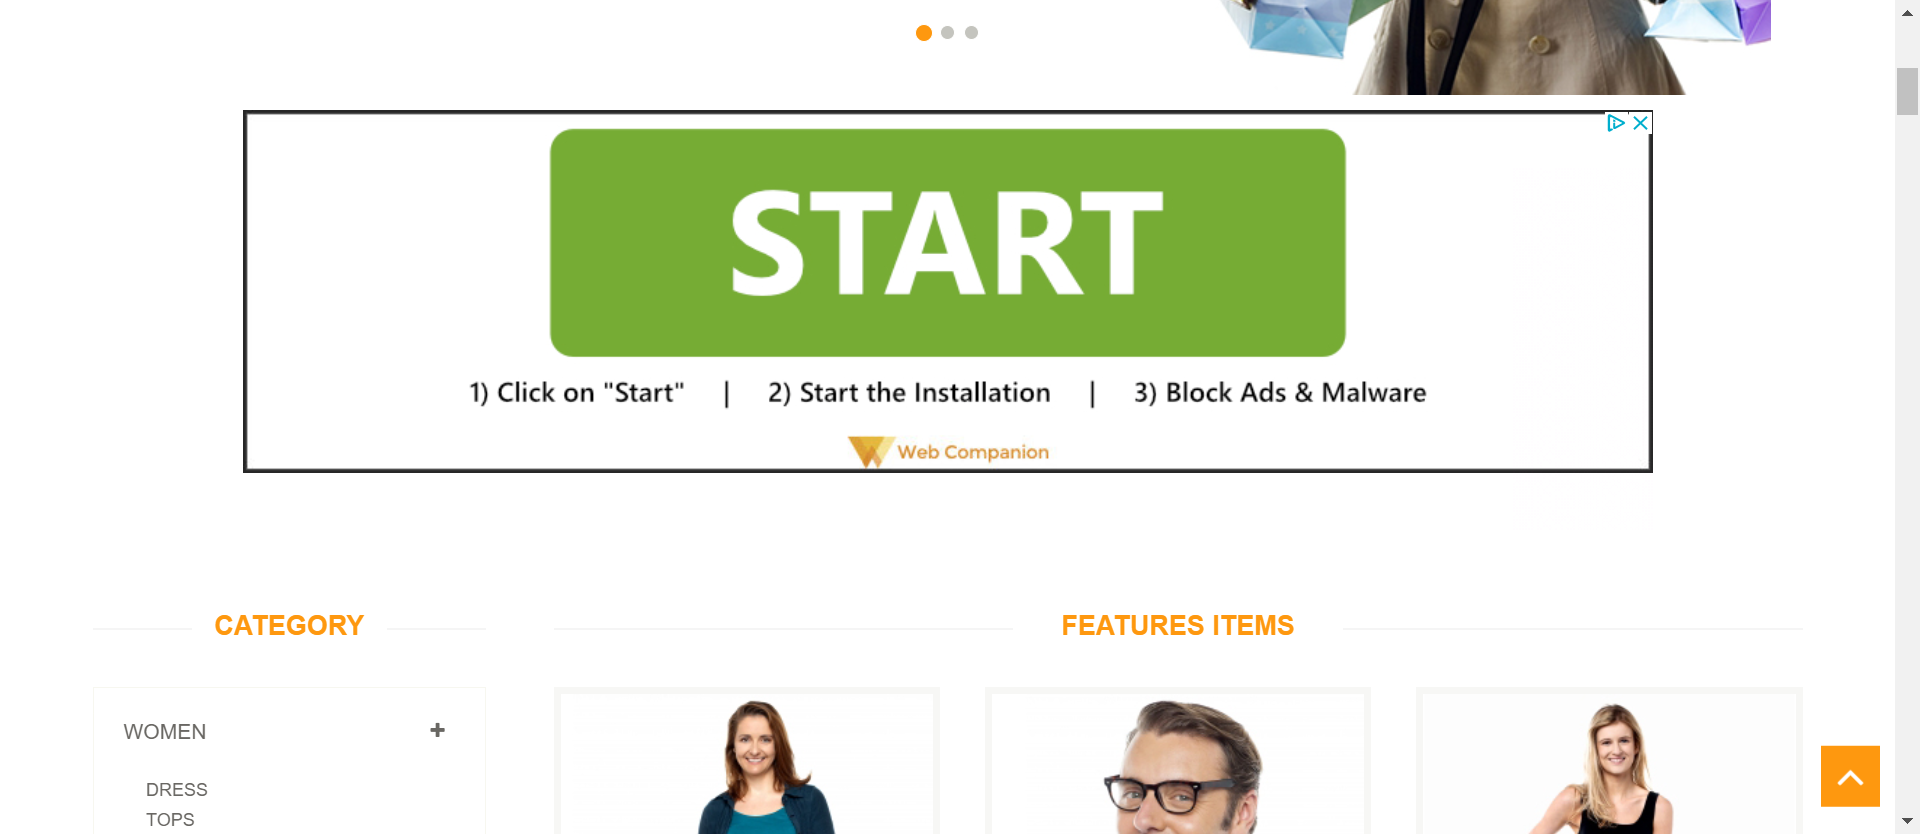 START
1) Click on "Start" | 2) Start the Installation | 3) Block Ads & Malware
Web Companion
CATEGORY
FEATURES ITEMS
WOMEN
DRESS
TOPS